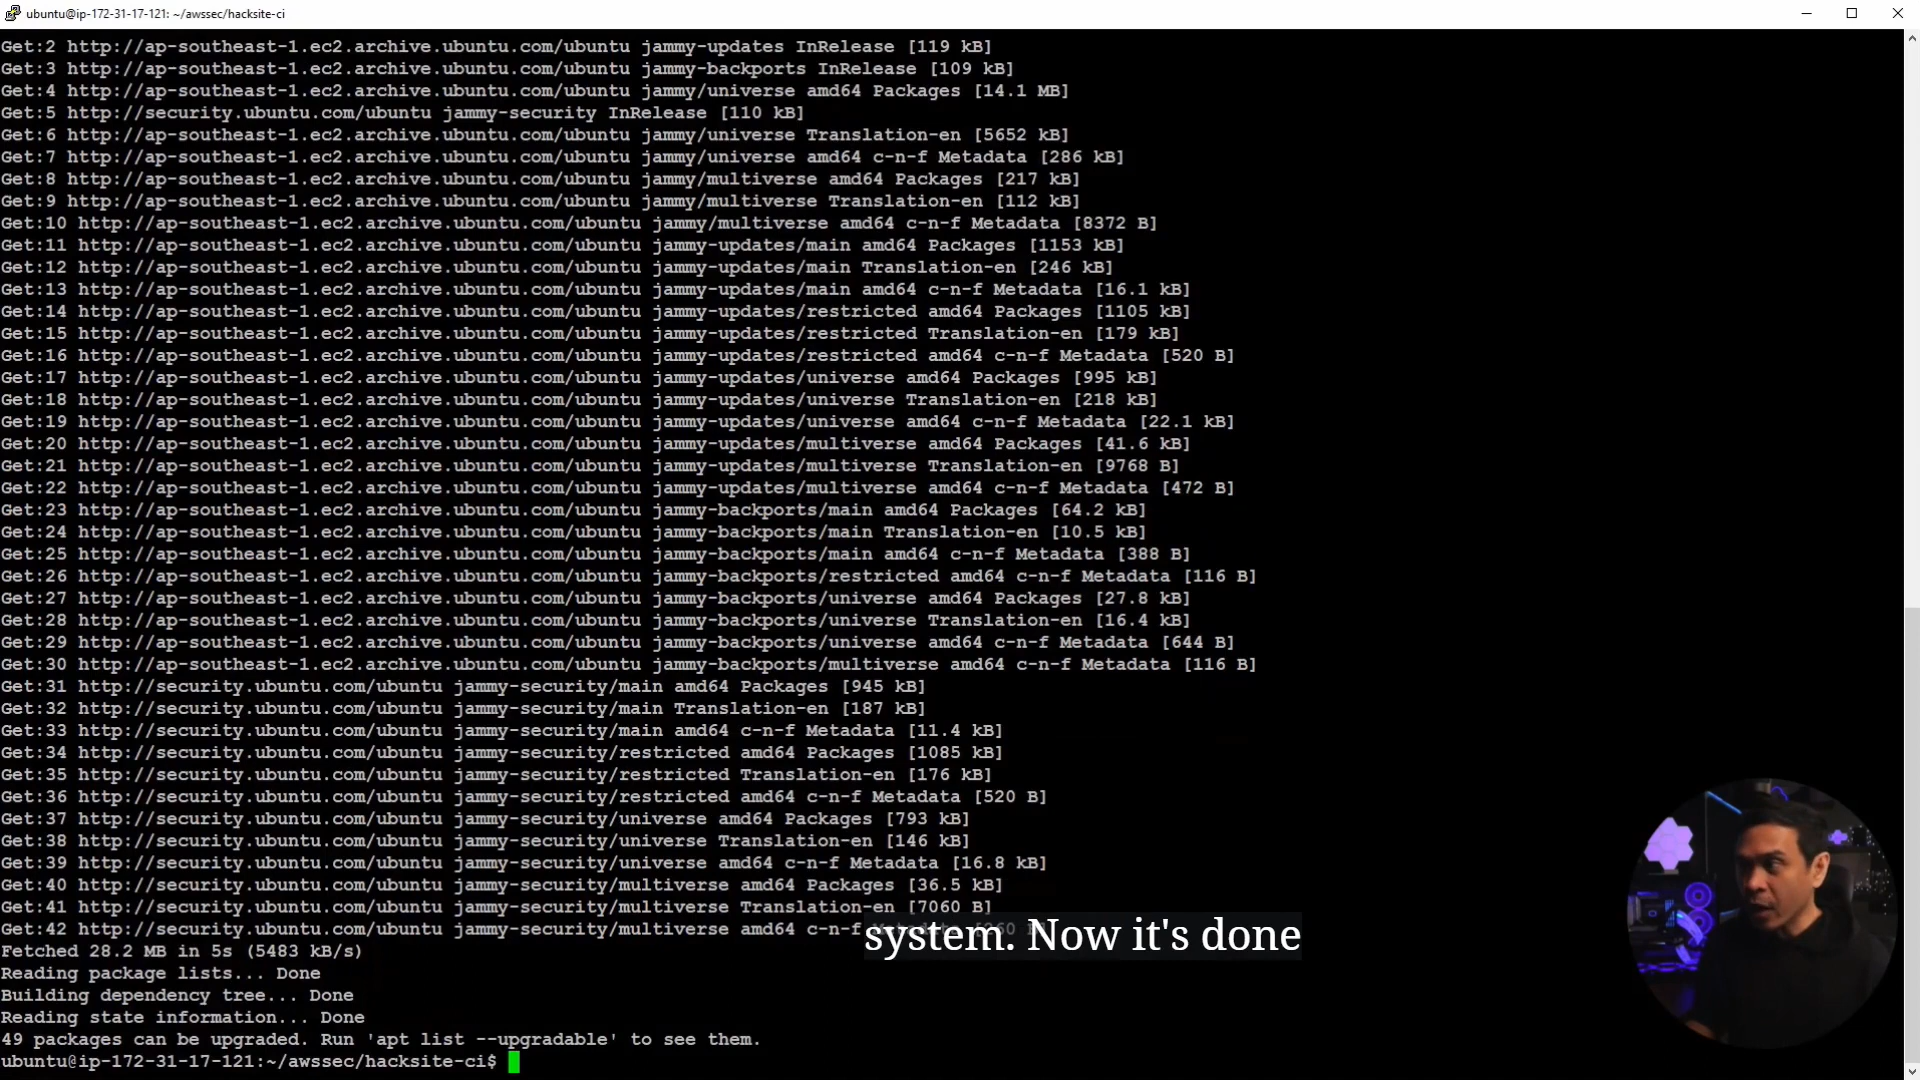 ubuntu@ip-172-31-17-121: ~/awssec/hacksite-ci
Get:2 http://ap-southeast-1.ec2.archive.ubuntu.com/ubuntu jammy-updates InRelease [119 kB]
Get:3 http://ap-southeast-1.ec2.archive.ubuntu.com/ubuntu jammy-backports InRelease [109 kB]
Get:4 http://ap-southeast-1.ec2.archive.ubuntu.com/ubuntu jammy/universe amd64 Packages [14.1 MB]
Get:5 http://security.ubuntu.com/ubuntu jammy-security InRelease [110 kB]
Get:6 http://ap-southeast-1.ec2.archive.ubuntu.com/ubuntu jammy/universe Translation-en [5652 kB]
Get:7 http://ap-southeast-1.ec2.archive.ubuntu.com/ubuntu jammy/universe amd64 c-n-f Metadata [286 kB]
Get:8 http://ap-southeast-1.ec2.archive.ubuntu.com/ubuntu jammy/multiverse amd64 Packages [217 kB]
Get:9 http://ap-southeast-1.ec2.archive.ubuntu.com/ubuntu jammy/multiverse Translation-en [112 kB]
Get:10 http://ap-southeast-1.ec2.archive.ubuntu.com/ubuntu jammy/multiverse amd64 c-n-f Metadata [8372 B]
Get:11 http://ap-southeast-1.ec2.archive.ubuntu.com/ubuntu jammy-updates/main amd64 Packages [1153 kB]
Get:12 http://ap-southeast-1.ec2.archive.ubuntu.com/ubuntu jammy-updates/main Translation-en [246 kB]
Get:13 http://ap-southeast-1.ec2.archive.ubuntu.com/ubuntu jammy-updates/main amd64 c-n-f Metadata [16.1 kB]
Get:14 http://ap-southeast-1.ec2.archive.ubuntu.com/ubuntu jammy-updates/restricted amd64 Packages [1105 kB]
Get:15 http://ap-southeast-1.ec2.archive.ubuntu.com/ubuntu jammy-updates/restricted Translation-en [179 kB]
Get:16 http://ap-southeast-1.ec2.archive.ubuntu.com/ubuntu jammy-updates/restricted amd64 c-n-f Metadata [520 B]
Get:17 http://ap-southeast-1.ec2.archive.ubuntu.com/ubuntu jammy-updates/universe amd64 Packages [995 kB]
Get:18 http://ap-southeast-1.ec2.archive.ubuntu.com/ubuntu jammy-updates/universe Translation-en [218 kB]
Get:19 http://ap-southeast-1.ec2.archive.ubuntu.com/ubuntu jammy-updates/universe amd64 c-n-f Metadata [22.1 kB]
Get:20 http://ap-southeast-1.ec2.archive.ubuntu.com/ubuntu jammy-updates/multiverse amd64 Packages [41.6 kB]
Get:21 http://ap-southeast-1.ec2.archive.ubuntu.com/ubuntu jammy-updates/multiverse Translation-en [9768 B]
Get:22 http://ap-southeast-1.ec2.archive.ubuntu.com/ubuntu jammy-updates/multiverse amd64 c-n-f Metadata [472 B]
Get:23 http://ap-southeast-1.ec2.archive.ubuntu.com/ubuntu jammy-backports/main amd64 Packages [64.2 kB]
Get:24 http://ap-southeast-1.ec2.archive.ubuntu.com/ubuntu jammy-backports/main Translation-en [10.5 kB]
Get:25 http://ap-southeast-1.ec2.archive.ubuntu.com/ubuntu jammy-backports/main amd64 c-n-f Metadata [388 B]
Get:26 http://ap-southeast-1.ec2.archive.ubuntu.com/ubuntu jammy-backports/restricted amd64 c-n-f Metadata [116 B]
Get:27 http://ap-southeast-1.ec2.archive.ubuntu.com/ubuntu jammy-backports/universe amd64 Packages [27.8 kB]
Get:28 http://ap-southeast-1.ec2.archive.ubuntu.com/ubuntu jammy-backports/universe Translation-en [16.4 kB]
Get:29 http://ap-southeast-1.ec2.archive.ubuntu.com/ubuntu jammy-backports/universe amd64 c-n-f Metadata [644 B]
Get:30 http://ap-southeast-1.ec2.archive.ubuntu.com/ubuntu jammy-backports/multiverse amd64 c-n-f Metadata [116 B]
Get:31 http://security.ubuntu.com/ubuntu jammy-security/main amd64 Packages [945 kB]
Get:32 http://security.ubuntu.com/ubuntu jammy-security/main Translation-en [187 kB]
Get:33 http://security.ubuntu.com/ubuntu jammy-security/main amd64 c-n-f Metadata [11.4 kB]
Get:34 http://security.ubuntu.com/ubuntu jammy-security/restricted amd64 Packages [1085 kB]
Get:35 http://security.ubuntu.com/ubuntu jammy-security/restricted Translation-en [176 kB]
Get:36 http://security.ubuntu.com/ubuntu jammy-security/restricted amd64 c-n-f Metadata [520 B]
Get:37 http://security.ubuntu.com/ubuntu jammy-security/universe amd64 Packages [793 kB]
Get:38 http://security.ubuntu.com/ubuntu jammy-security/universe Translation-en [146 kB]
Get:39 http://security.ubuntu.com/ubuntu jammy-security/universe amd64 c-n-f Metadata [16.8 kB]
Get:40 http://security.ubuntu.com/ubuntu jammy-security/multiverse amd64 Packages [36.5 kB]
Get:41 http://security.ubuntu.com/ubuntu jammy-security/multiverse Translation-en [7060 B]
Get:42 http://security.ubuntu.com/ubuntu jammy-security/multiverse amd64 c-n-f
system. Now it's done
Fetched 28.2 MB in 5s (5483 kB/s)
Reading package lists... Done
Building dependency tree... Done
Reading state information... Done
49 packages can be upgraded. Run 'apt list --upgradable' to see them.
ubuntu@ip-172-31-17-121:~/awssec/hacksite-ci$